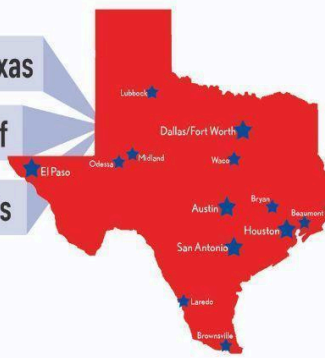 xas
f
s
Lubbock
Dallas/Fort Worth
Odessa
Midland
Waco
El Paso
Austin
Bryan
Beaumont
Houston
San Antonio
Laredo
Brownsville